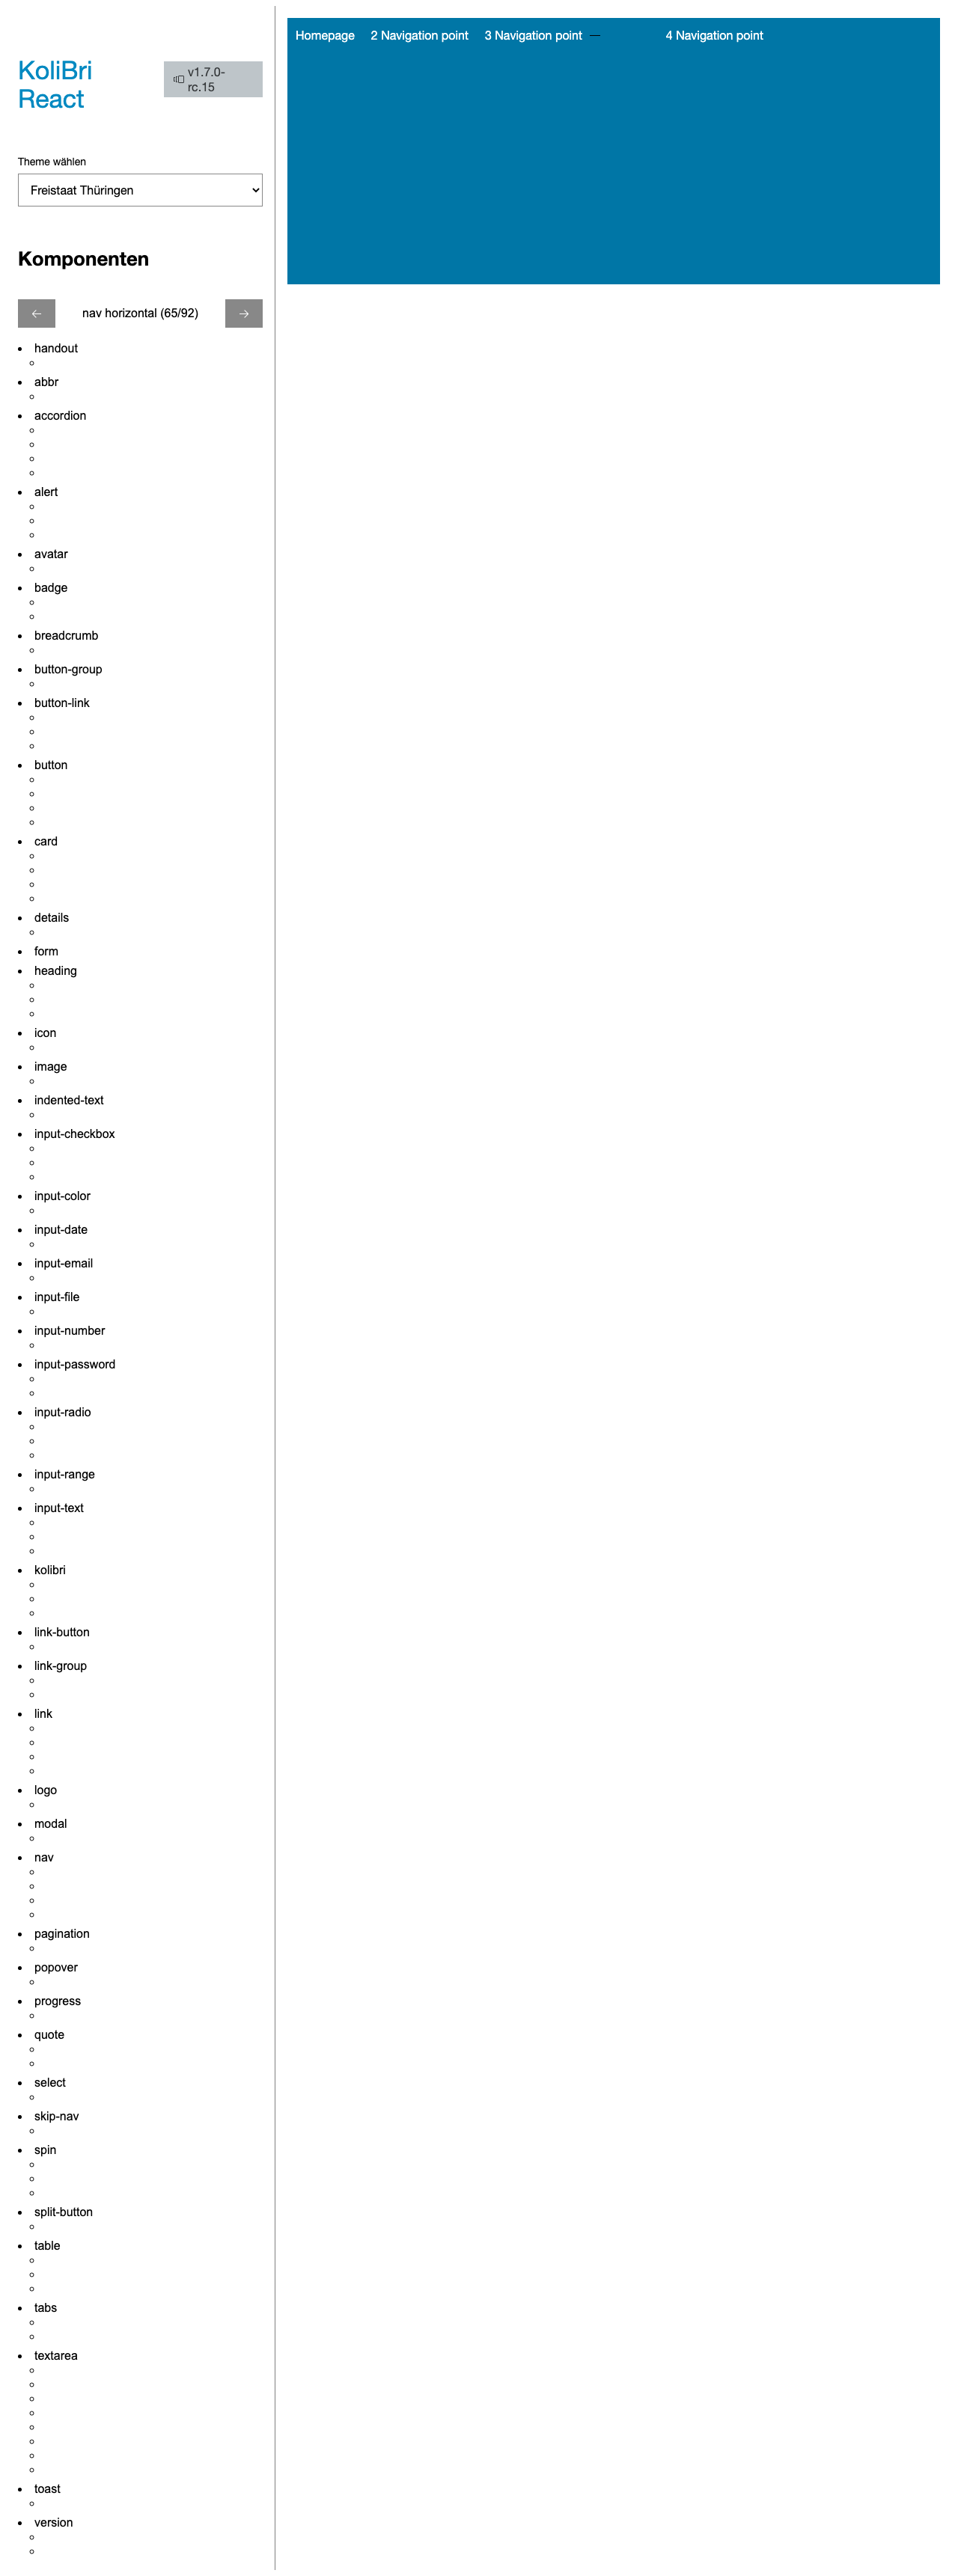 KoliBri
React
v1.7.0-
rc.15
Theme wählen
Freistaat Thüringen
Komponenten
nav horizontal (65/92)
handout
abbr
accordion
alert
avatar
badge
breadcrumb
button-group
button-link
button
card
details
form
heading
icon
image
indented-text
input-checkbox
input-color
input-date
input-email
input-file
input-number
input-password
input-radio
input-range
input-text
kolibri
link-button
link-group
link
logo
modal
nav
pagination
popover
progress
quote
select
skip-nav
spin
split-button
table
tabs
textarea
toast
version
Homepage 2 Navigation point 3 Navigation point 4 Navigation point